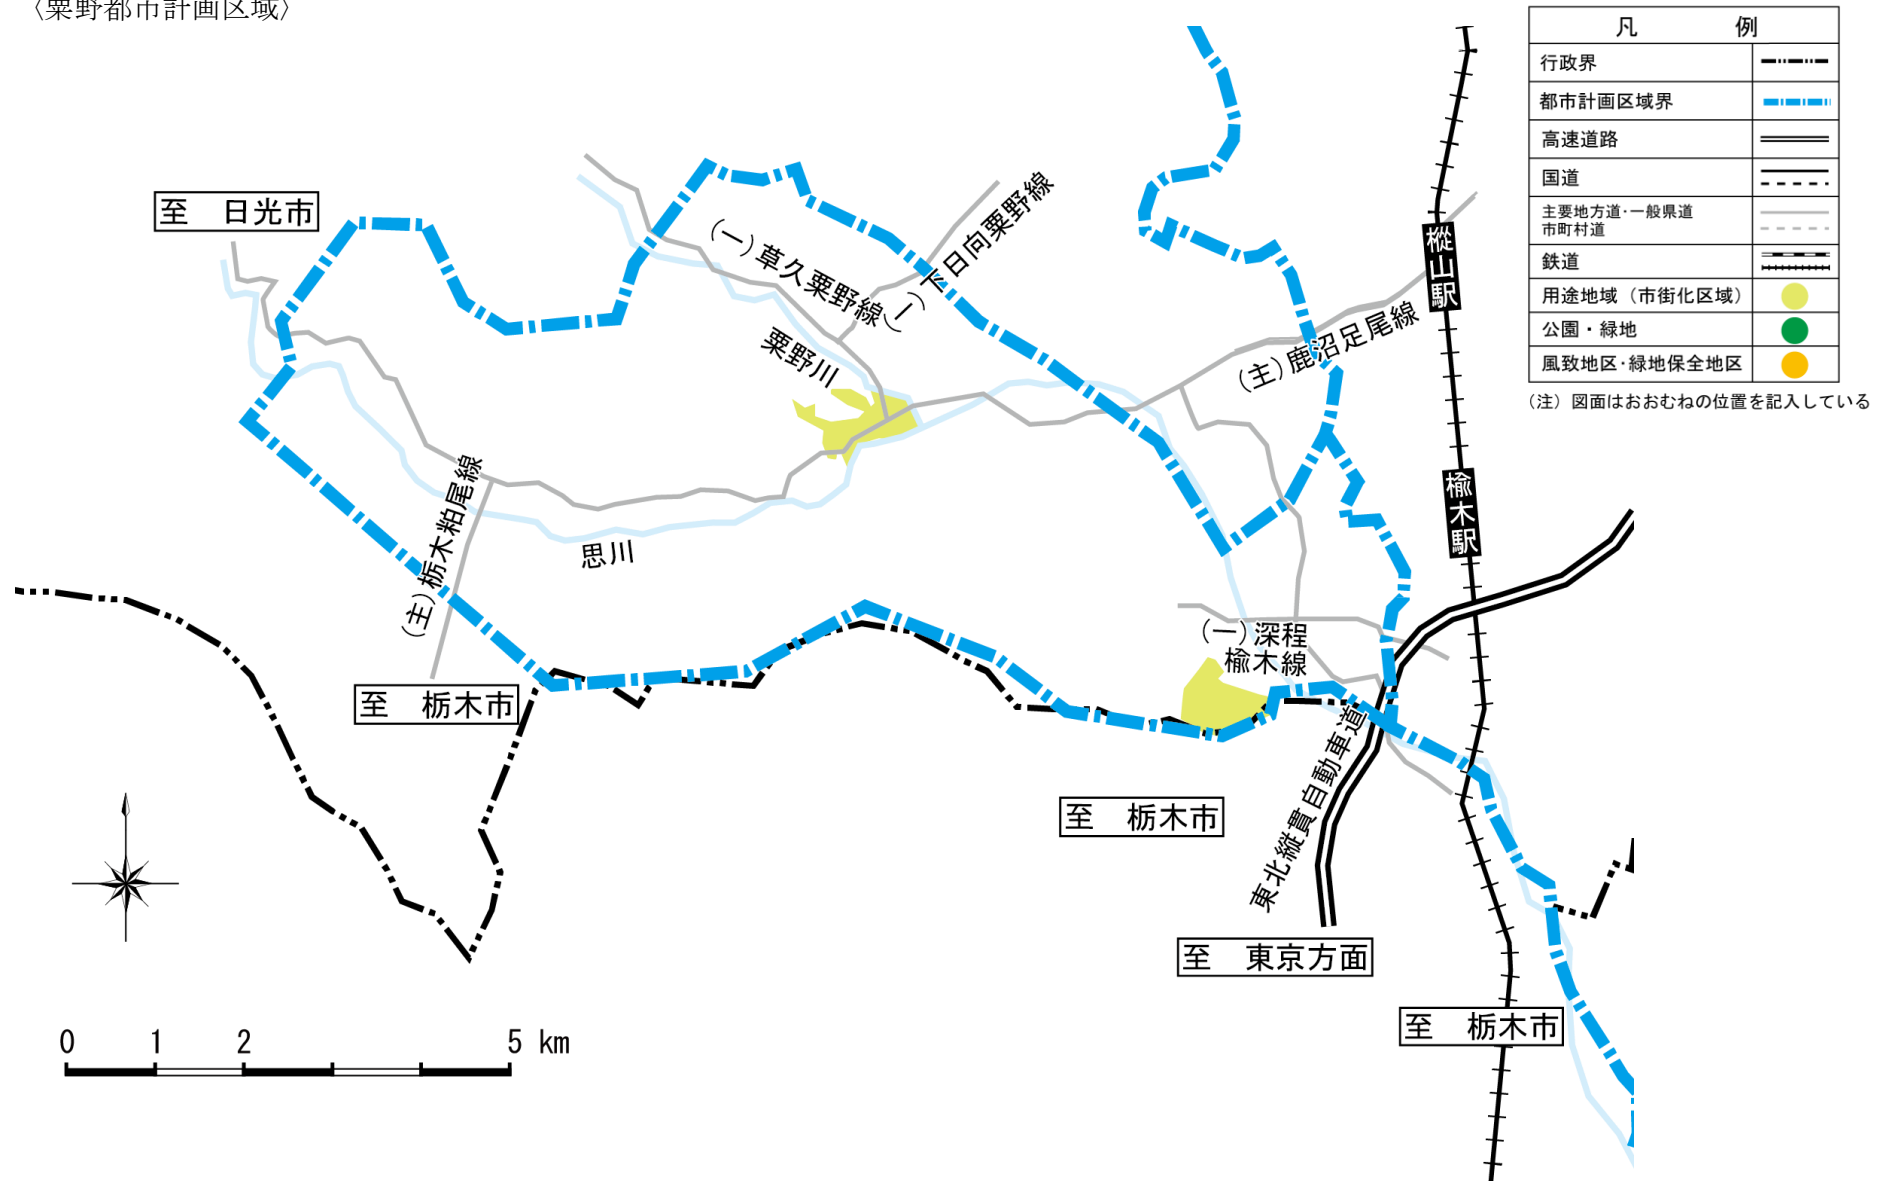 〈粟野都市計画区域〉
凡　例
行政界
都市計画区域界
高速道路
国道
主要地方道・一般県道
市町村道
鉄道
用途地域（市街化区域）
公園・緑地
風致地区・緑地保全地区
（注）図面はおおむねの位置を記入している
至　日光市
(一)草久粟野線
(一)下日向粟野線
粟野川
(主)鹿沼足尾線
樅山駅
楡木駅
(主)栃木粕尾線
思川
(一)深程
楡木線
至　栃木市
東北縦貫自動車道
至　栃木市
至　東京方面
至　栃木市
0 1 2 5 km